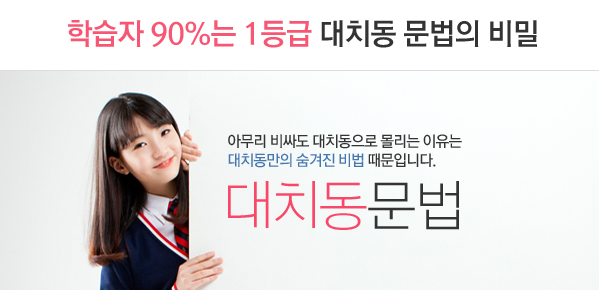 학습자 90%는 1등급 대치동 문법의 비밀
아무리 비싸도 대치동으로 몰리는 이유는
대치동만의 숨겨진 비법 때문입니다.
대치동문법